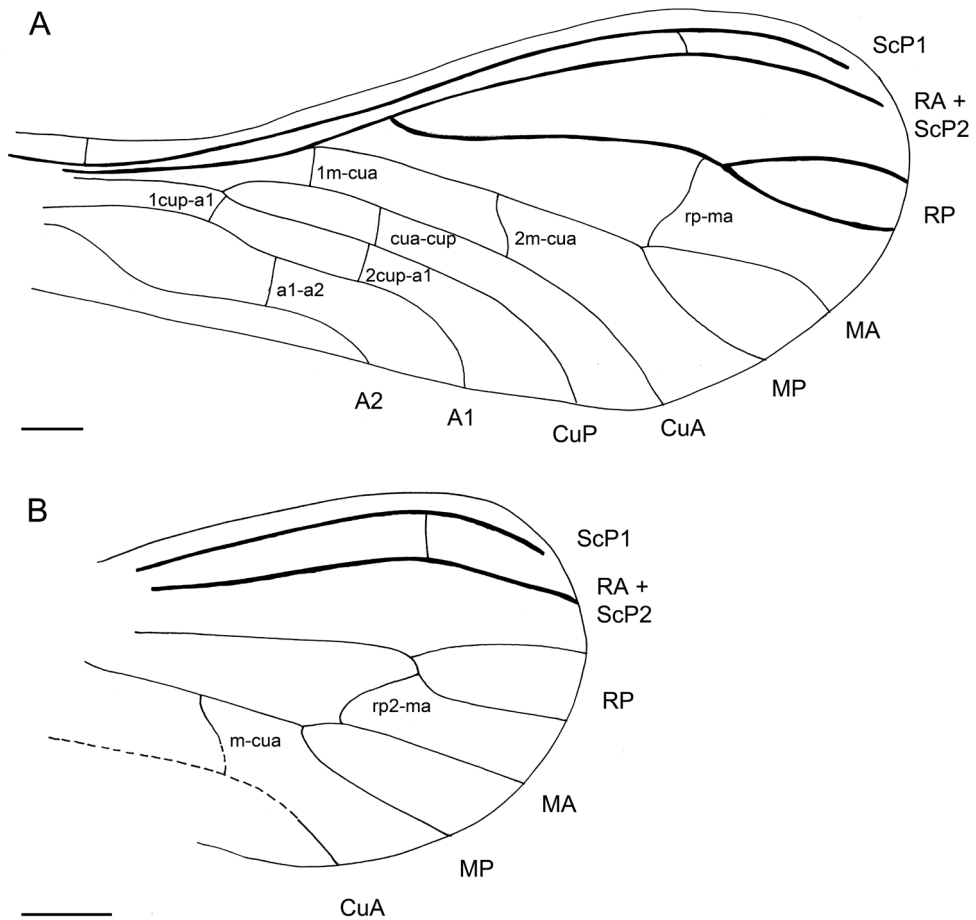 A
ScP1
RA +
ScP2
1m-cua
1cup-a1
rp-ma
RP
cua-cup
2m-cua
2cup-a1
a1-a2
MA
MP
A2
A1
CuP
CuA
B
ScP1
RA +
ScP2
rp2-ma
RP
m-cua
MA
MP
CuA